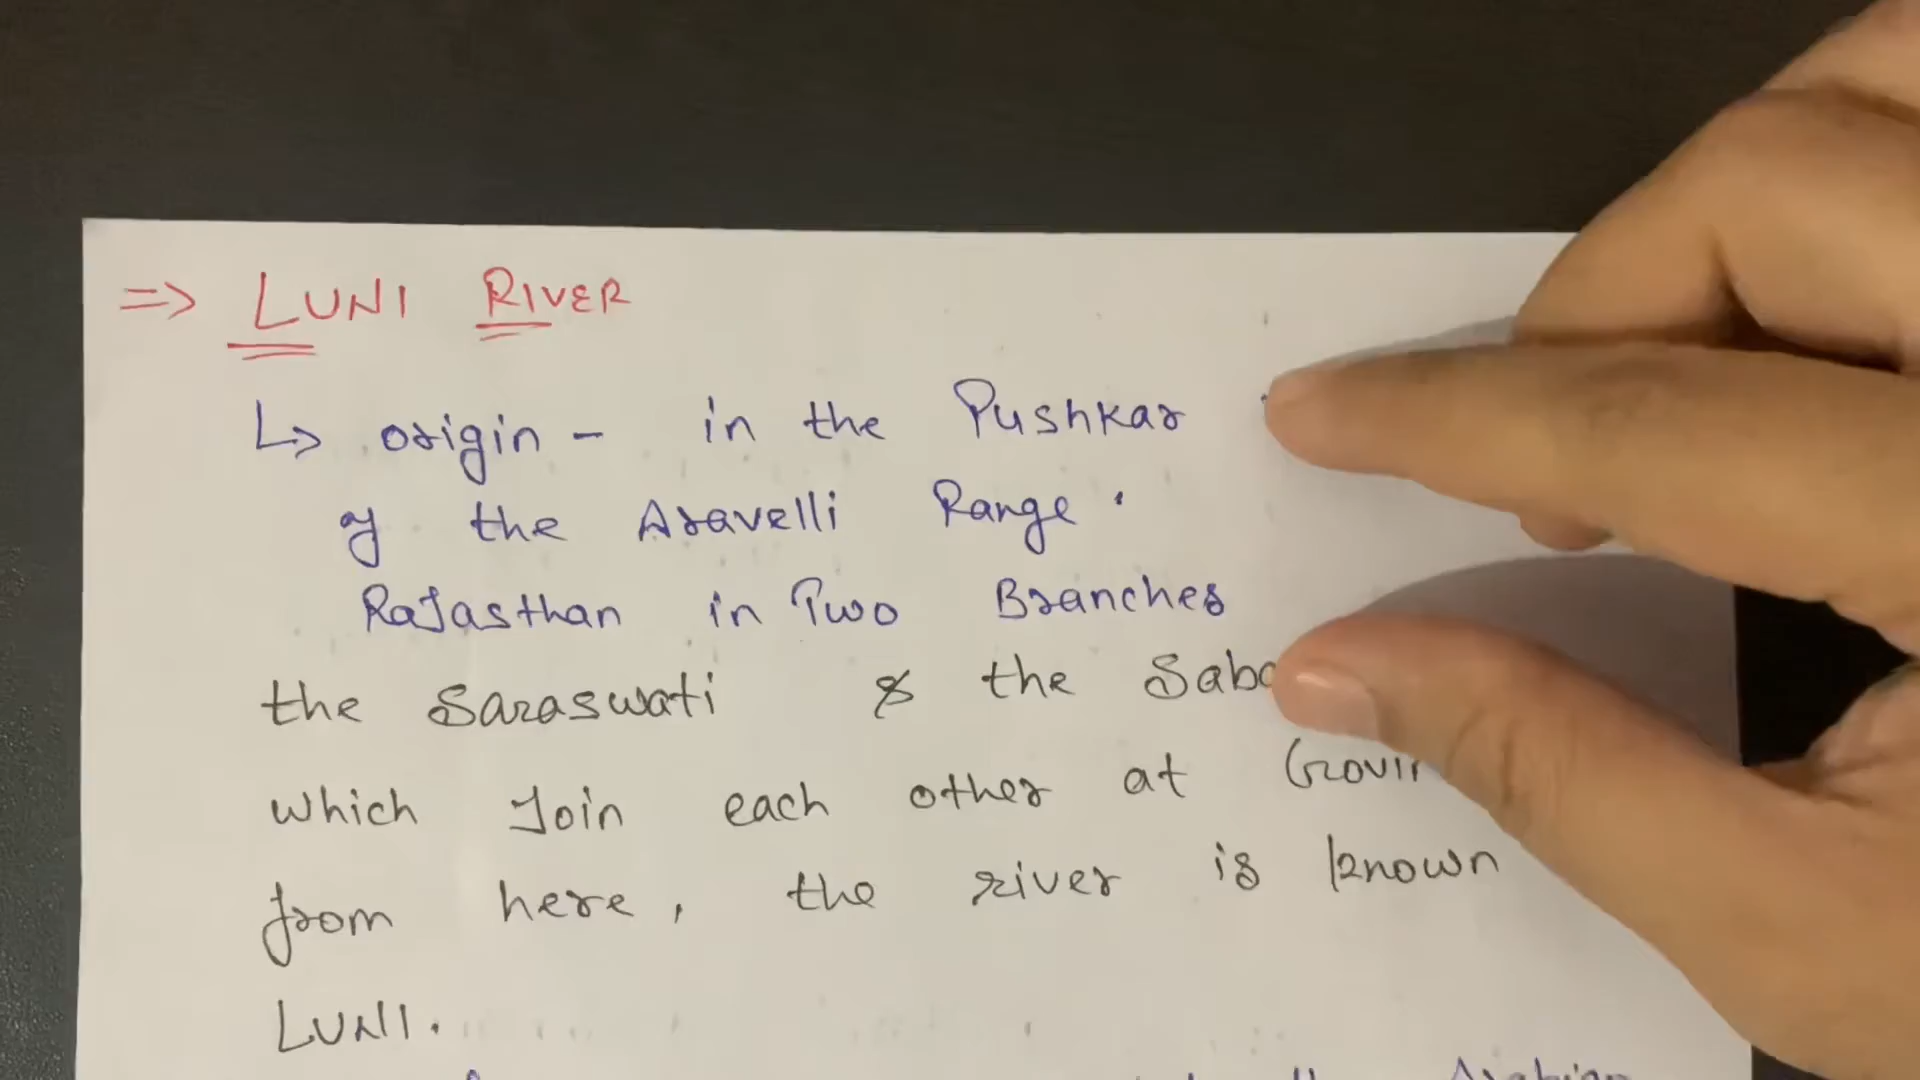 => LUNI RIVER
↳ origin - in the Pushkar
of the Aravelli Range.
RaJasthan in Two Branches
the Saraswati & the
which Join each other at
from here, the river is known
LUNI.